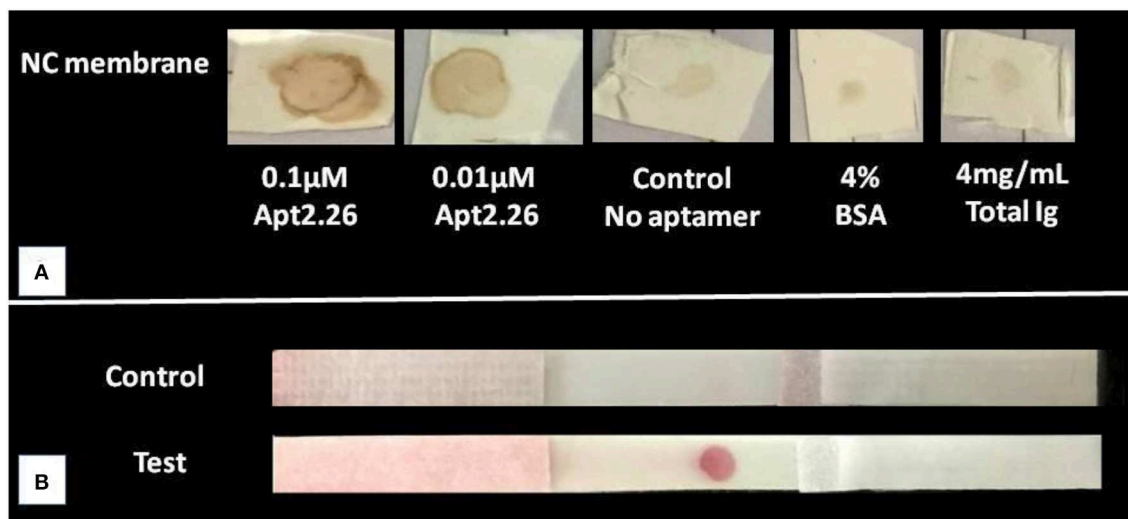 NC membrane
0.1µM
Apt2.26
0.01µM
Apt2.26
Control
No aptamer
4%
BSA
4mg/mL
Total Ig
A
Control
Test
B